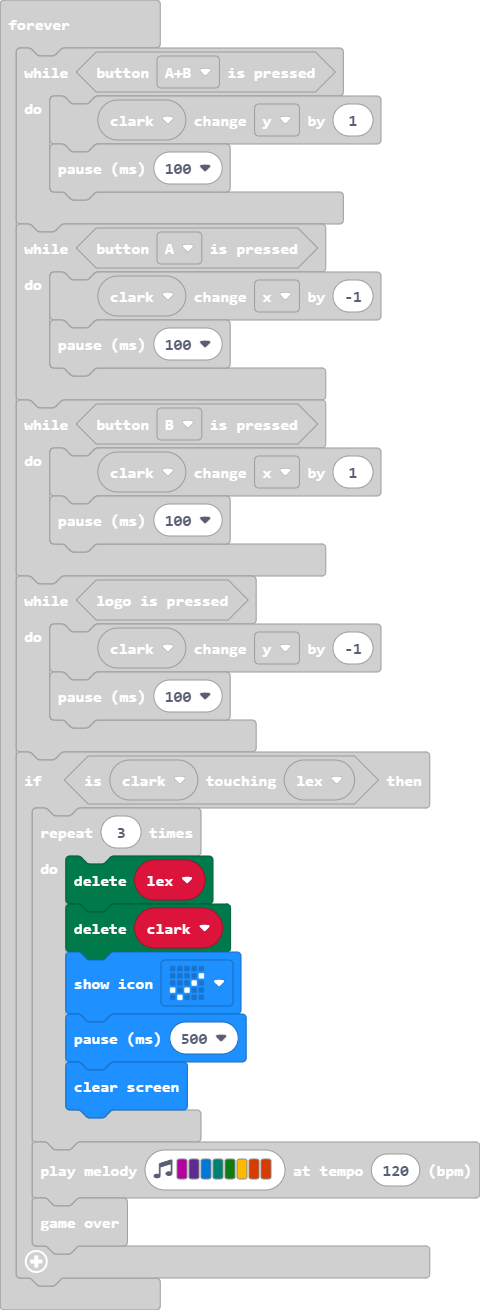 forever
while button A+B is pressed
do clark change y by 1
pause (ms) 100
while button A is pressed
do clark change x by -1
pause (ms) 100
while button B is pressed
do clark change x by 1
pause (ms) 100
while logo is pressed
do clark change y by -1
pause (ms) 100
if is clark touching lex then
repeat 3 times
do delete lex
delete clark
show icon
pause (ms) 500
clear screen
play melody at tempo 120 (bpm)
game over